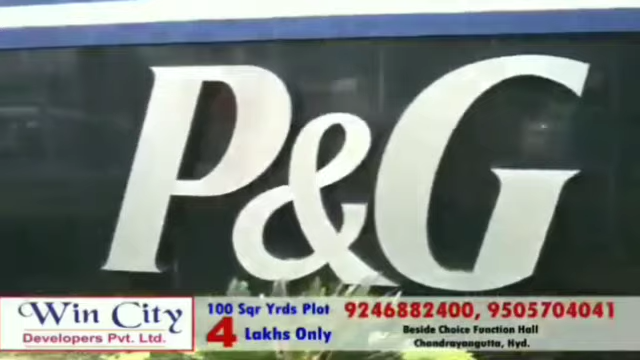 P&G
Win City
Developers Pvt. Ltd.
100 Sqr Yrds Plot
4 Lakhs Only
9246882400, 9505704041
Beside Choice Function Hall
Chandrayangutta, Hyd.